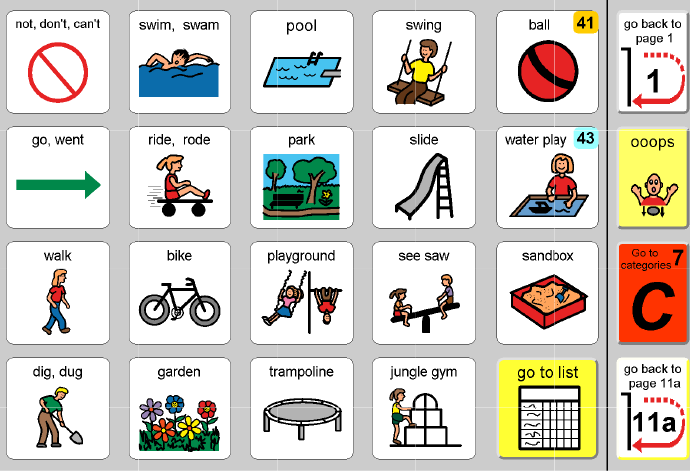 not, don't, can't
swim, swam
pool
swing
ball
41
go back to
page 1
1
go, went
ride, rode
park
slide
water play
43
ooops
walk
bike
playground
see saw
sandbox
Go to
categories
7
C
dig, dug
garden
trampoline
jungle gym
go to list
go back to
page 11a
11a